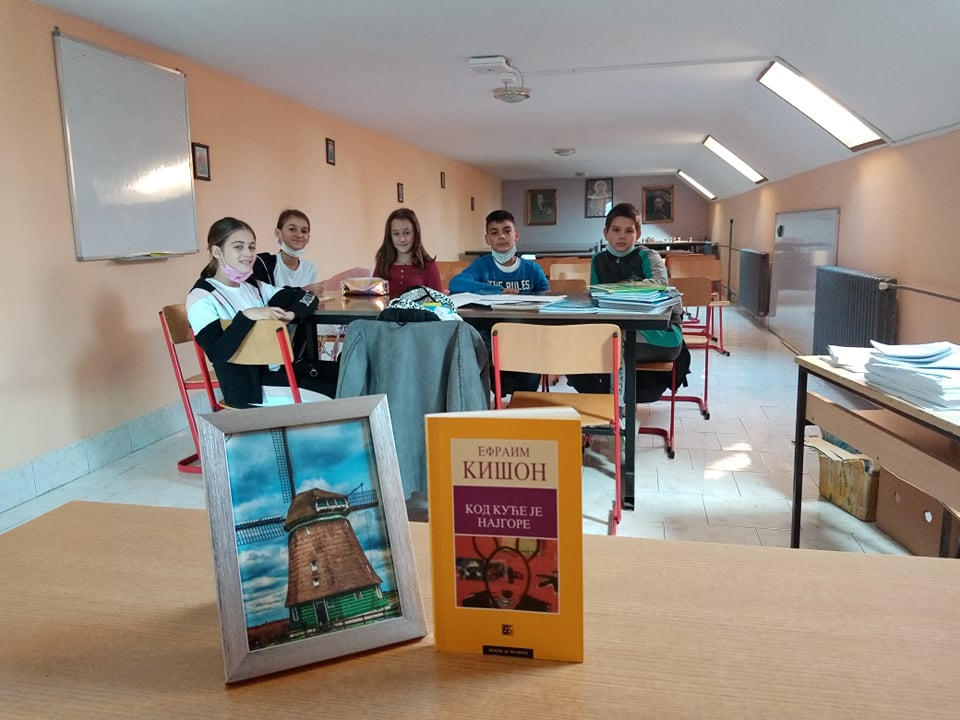 THE RULES
ЕФРАИМ
КИШОН
КОД КУЋЕ ЈЕ
НАЈГОРЕ